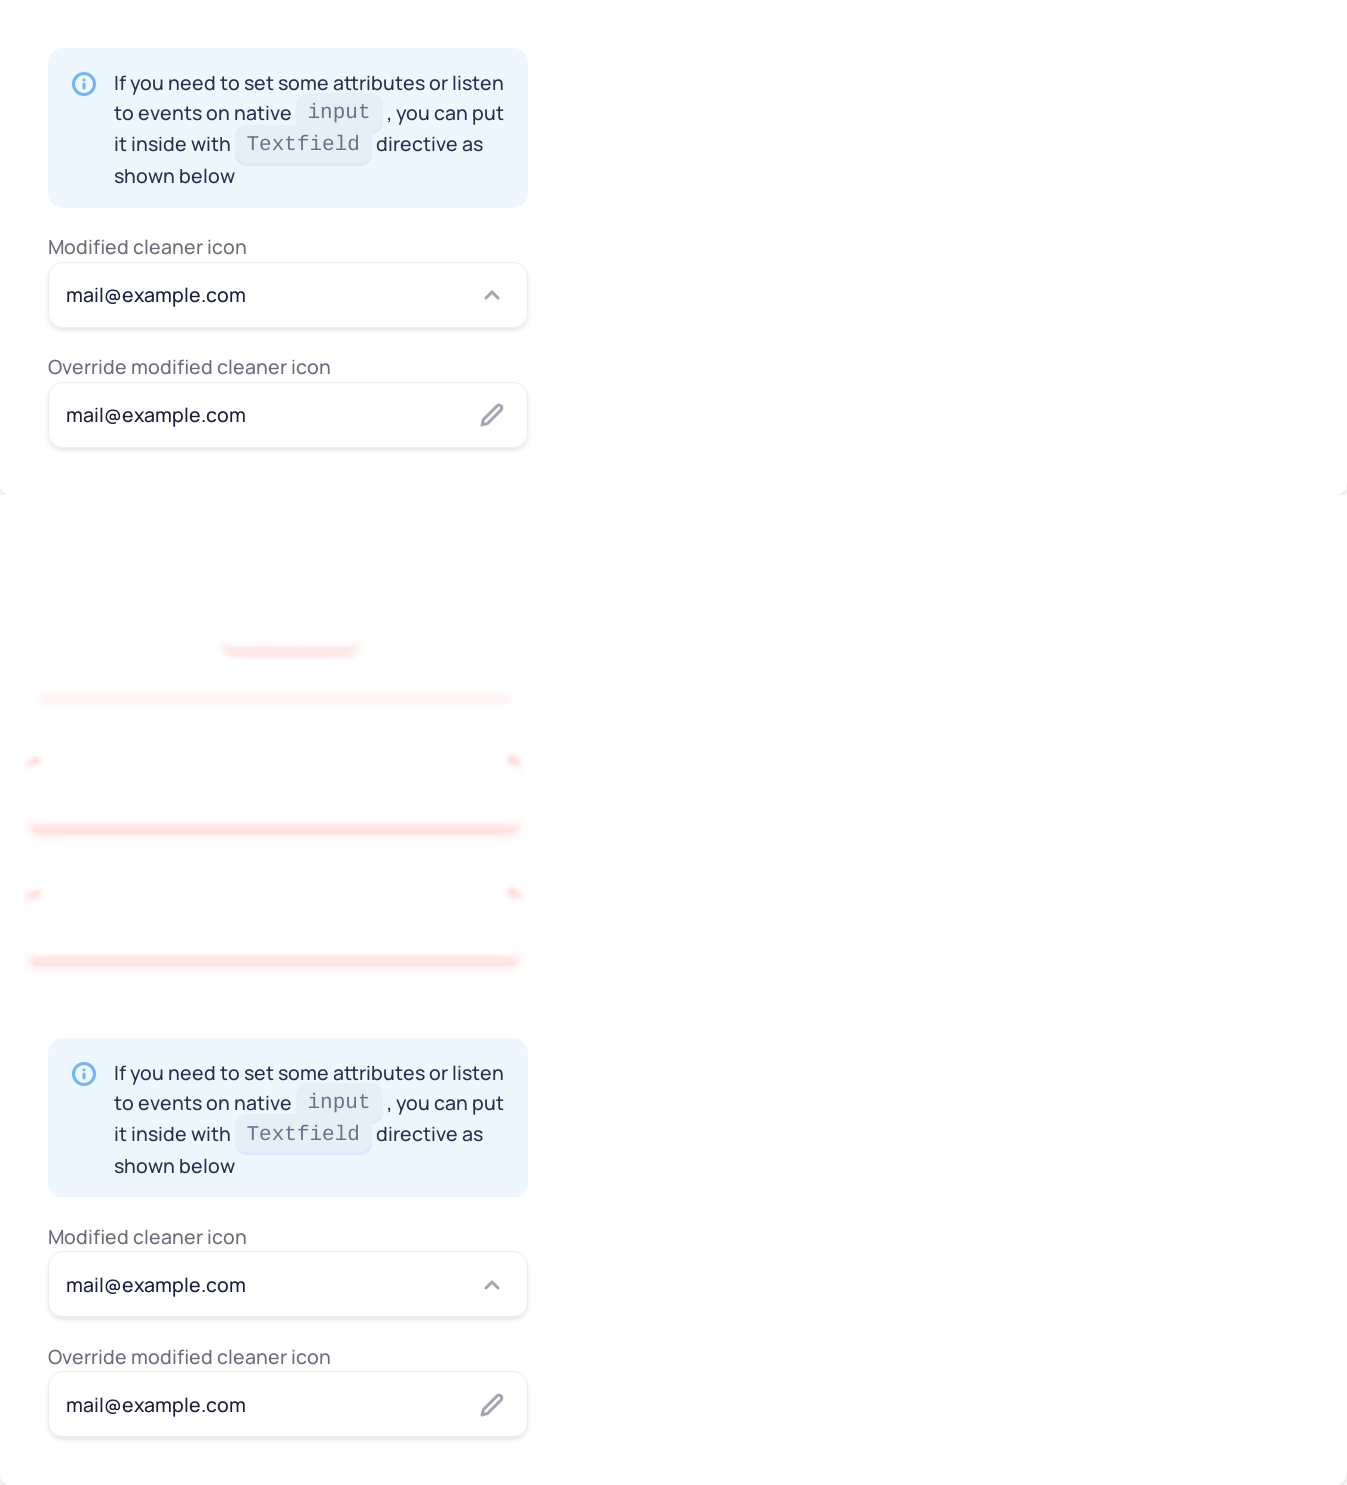 If you need to set some attributes or listen
to events on native input , you can put
it inside with Textfield directive as
shown below
Modified cleaner icon
mail@example.com
Override modified cleaner icon
mail@example.com
If you need to set some attributes or listen
to events on native input , you can put
it inside with Textfield directive as
shown below
Modified cleaner icon
mail@example.com
Override modified cleaner icon
mail@example.com